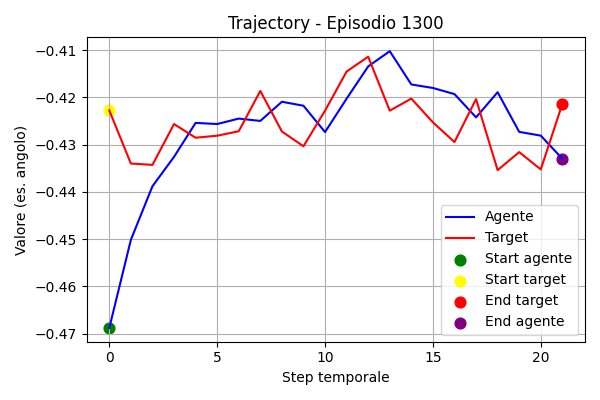 Trajectory - Episodio 1300
Valore (es. angolo)
−0.41
−0.42
−0.43
−0.44
−0.45
−0.46
−0.47
Agente
Target
Start agente
Start target
End target
End agente
0 5 10 15 20
Step temporale